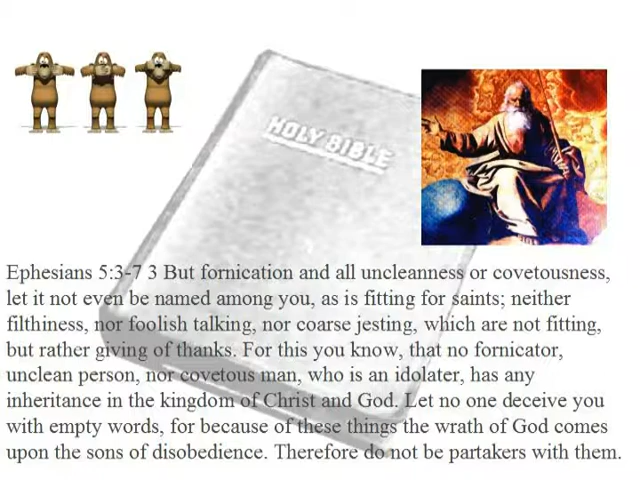 HOLY BIBLE
Ephesians 5:3-7 3 But fornication and all uncleanness or covetousness,
let it not even be named among you, as is fitting for saints; neither
filthiness, nor foolish talking, nor coarse jesting, which are not fitting,
but rather giving of thanks. For this you know, that no fornicator,
unclean person, nor covetous man, who is an idolater, has any
inheritance in the kingdom of Christ and God. Let no one deceive you
with empty words, for because of these things the wrath of God comes
upon the sons of disobedience. Therefore do not be partakers with them.